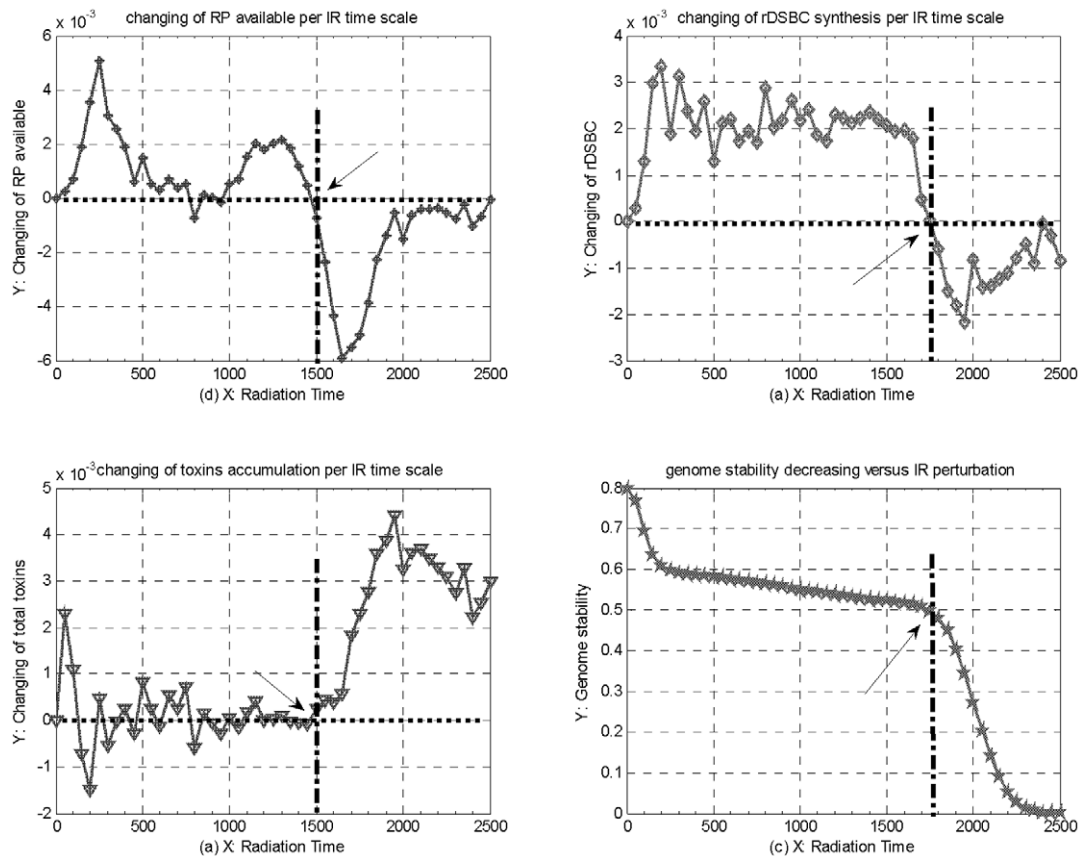 changing of RP available per IR time scale
x 10⁻³
Y: Changing of RP available
6
4
2
0
-2
-4
-6
0 500 1000 1500 2000 2500
(d) X: Radiation Time
changing of rDSBC synthesis per IR time scale
x 10⁻³
Y: Changing of rDSBC
4
3
2
1
0
-1
-2
-3
0 500 1000 1500 2000 2500
(a) X: Radiation Time
x 10⁻³ changing of toxins accumulation per IR time scale
Y: Changing of total toxins
5
4
3
2
1
0
-1
-2
0 500 1000 1500 2000 2500
(a) X: Radiation Time
genome stability decreasing versus IR perturbation
Y: Genome stability
0.8
0.7
0.6
0.5
0.4
0.3
0.2
0.1
0
0 500 1000 1500 2000 2500
(c) X: Radiation Time